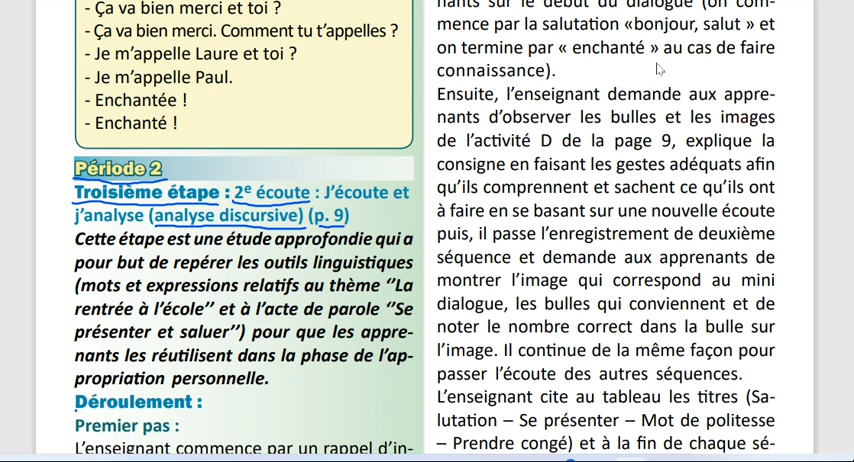 - Ça va bien merci et toi ?
- Ça va bien merci. Comment tu t’appelles ?
- Je m’appelle Laure et toi ?
- Je m’appelle Paul.
- Enchantée !
- Enchanté !
Période 2
Troisième étape : 2e écoute : J’écoute et
j’analyse (analyse discursive) (p. 9)
Cette étape est une étude approfondie qui a
pour but de repérer les outils linguistiques
(mots et expressions relatifs au thème ‘’La
rentrée à l’école’’ et à l’acte de parole ‘’Se
présenter et saluer’’) pour que les appre-
nants les réutilisent dans la phase de l’ap-
propriation personnelle.
Déroulement :
Premier pas :
L’enseignant commence par un rappel d’in-
nants sur le début du dialogue (on com-
mence par la salutation «bonjour, salut » et
on termine par « enchanté » au cas de faire
connaissance).
Ensuite, l’enseignant demande aux appre-
nants d’observer les bulles et les images
de l’activité D de la page 9, explique la
consigne en faisant les gestes adéquats afin
qu’ils comprennent et sachent ce qu’ils ont
à faire en se basant sur une nouvelle écoute
puis, il passe l’enregistrement de deuxième
séquence et demande aux apprenants de
montrer l’image qui correspond au mini
dialogue, les bulles qui conviennent et de
noter le nombre correct dans la bulle sur
l’image. Il continue de la même façon pour
passer l’écoute des autres séquences.
L’enseignant cite au tableau les titres (Sa-
lutation – Se présenter – Mot de politesse
– Prendre congé) et à la fin de chaque sé-